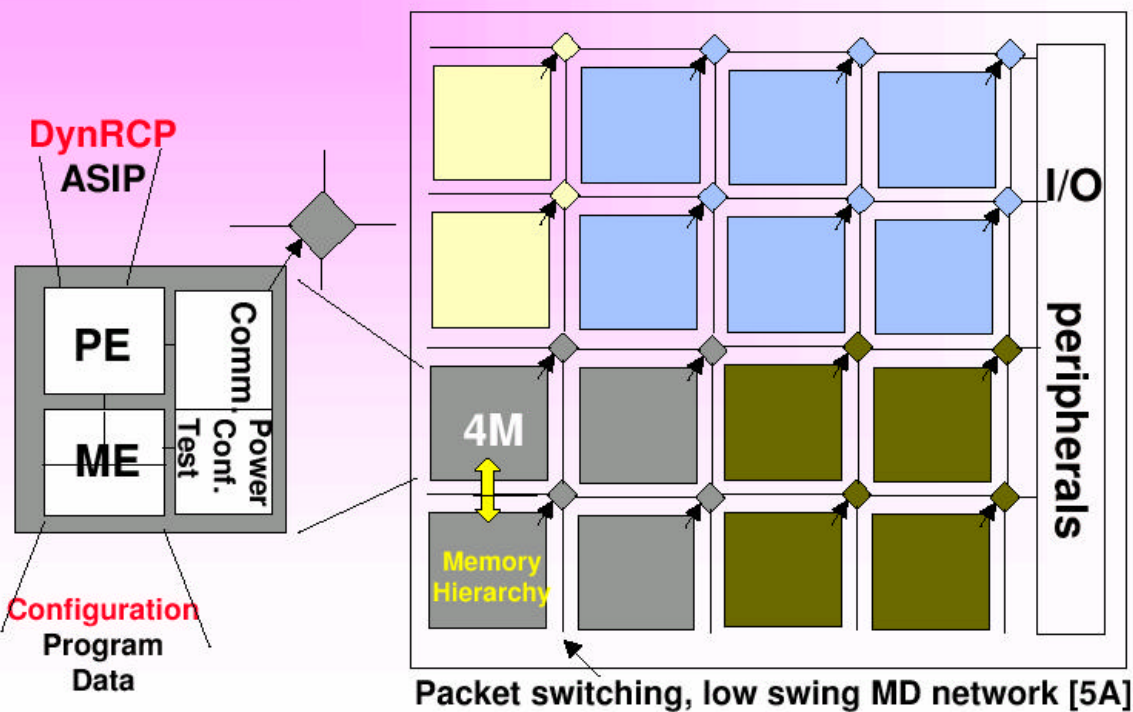 DynRCP
ASIP
PE
ME
Comm.
Power
Conf.
Test
Configuration
Program
Data
4M
Memory
Hierarchy
I/O
peripherals
Packet switching, low swing MD network [5A]